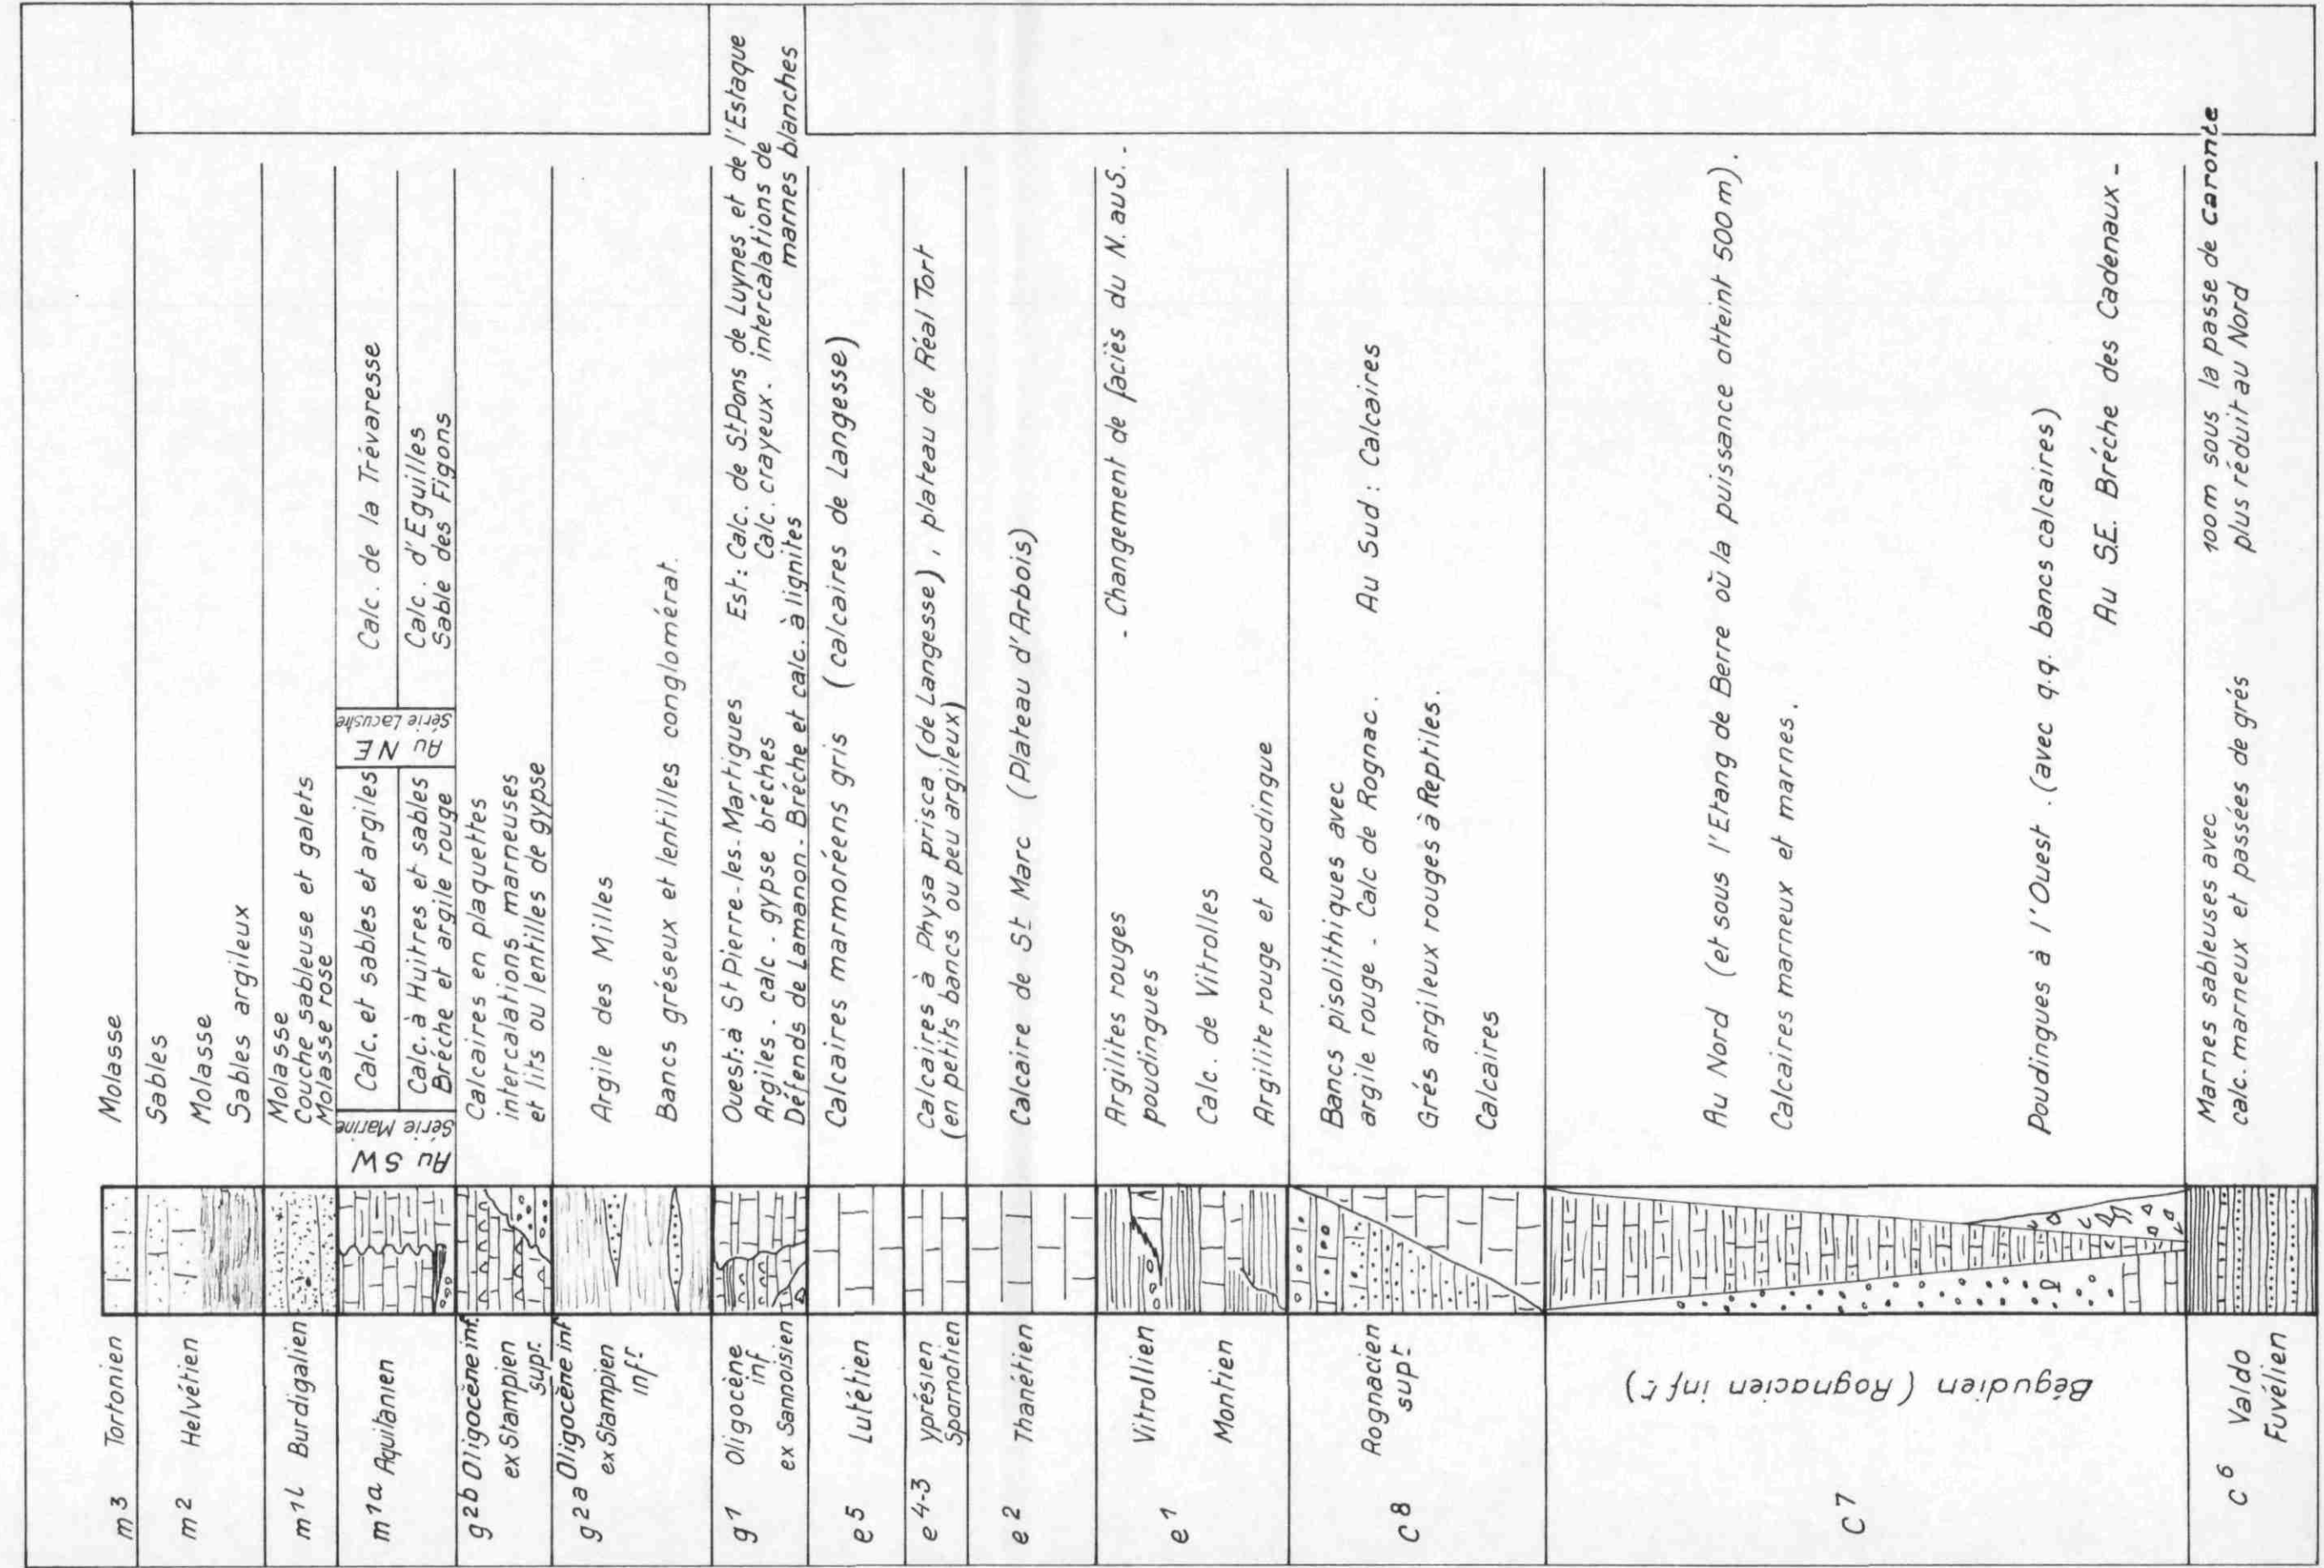 m3 Tortonien
Molasse
m2 Helvétien
Sables
Molasse
Sables argileux
m1l Burdigalien
Molasse
Couche sableuse et galets
Molasse rose
m1a Aquitanien
Au SW
Série Marine
Calc. et sables et argiles
Calc. à Huitres et sables
Bréche et argile rouge
Au NE
Série Lacustre
Calc. de la Trévaresse
Calc. d'Eguilles
Sable des Figons
g2b Oligocène inf.
ex Stampien
supr.
Calcaires en plaquettes
intercalations marneuses
et lits ou lentilles de gypse
g2a Oligocène inf
ex Stampien
infr
Argile des Milles
Bancs gréseux et lentilles conglomérat.
g1 Oligocène
inf
ex Sannoisien
Ouest: à St Pierre-les-Martigues
Argiles. calc. gypse bréches
Défends de Lamanon. Bréche et calc. à lignites
Est: Calc. de St Pons de Luynes et de l'Estaque
Calc. crayeux. intercalations de
marnes blanches
e5 Lutétien
Calcaires marmoréens gris (calcaires de Langesse)
e4-3 Yprésien
Sparnatien
Calcaires à Physa prisca (de Langesse), plateau de Réal Tort
(en petits bancs ou peu argileux)
e2 Thanétien
Calcaire de St Marc (Plateau d'Arbois)
e1 Vitrollien
Montien
Argilites rouges
poudingues
Calc. de Vitrolles
Argilite rouge et poudingue
- Changement de faciès du N. au S. -
c8 Rognacien
supr
Bancs pisolithiques avec
argile rouge - Calc de Rognac.
Grés argileux rouges à Reptiles.
Calcaires
Au Sud: Calcaires
c7 Bégudien (Rognacien infr)
Au Nord (et sous l'Etang de Berre où la puissance atteint 500m).
Calcaires marneux et marnes.
Poudingues à l'Ouest. (avec q.q. bancs calcaires)
Au S.E. Bréche des Cadenaux -
c6 Valdo
Fuvélien
Marnes sableuses avec
calc. marneux et passées de grés
100m sous la passe de Caronte
plus réduit au Nord